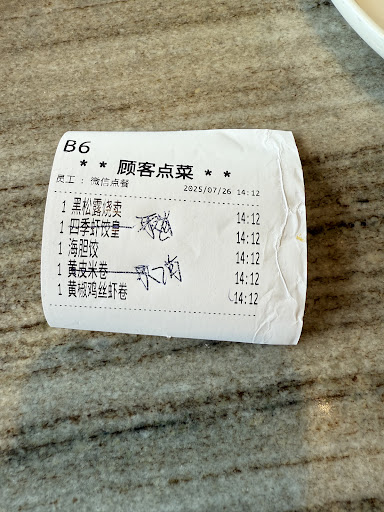 B6
** 顾客点菜 **
员工 : 微信点餐 2025/07/26 14:12
1 黑松露烧卖 14:12
1 四季虾饺皇 14:12
1 海胆饺 14:12
1 黄皮米卷 14:12
1 黄椒鸡丝虾卷 14:12